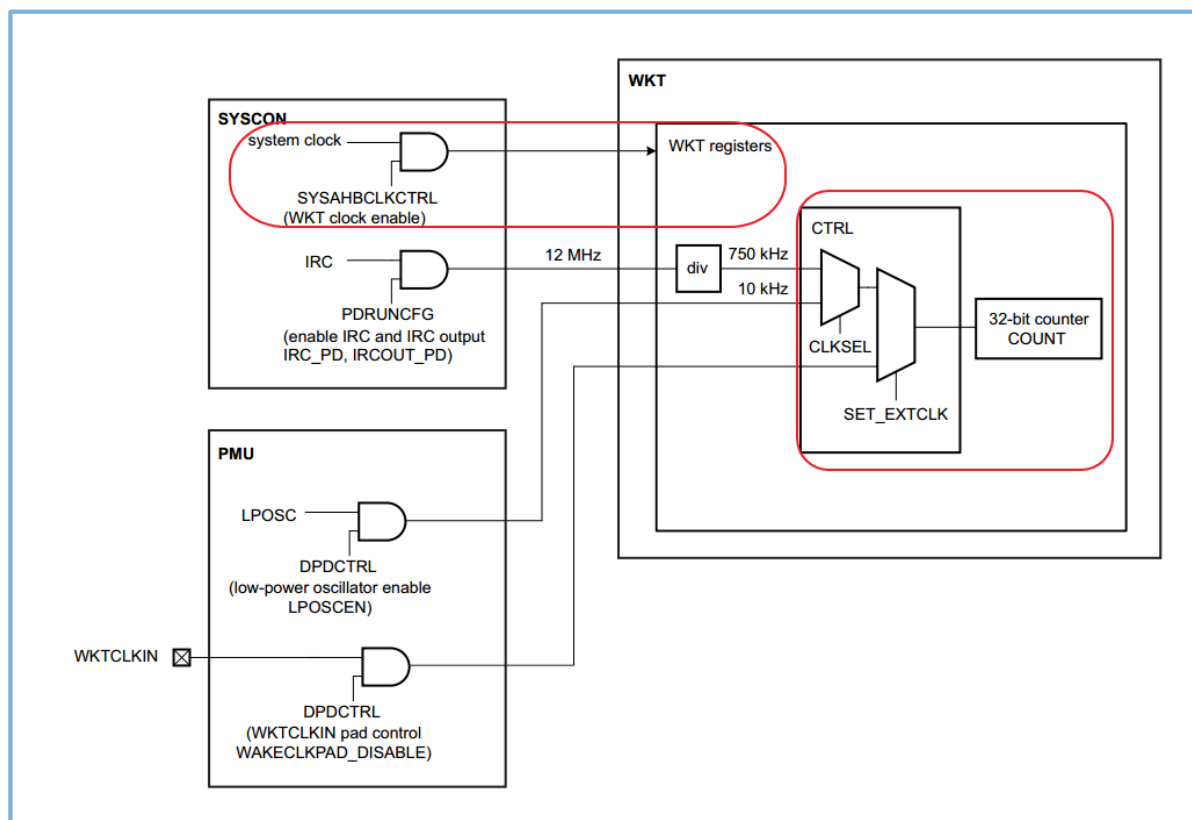 WKT
SYSCON
system clock
WKT registers
SYSAHBCLKCTRL
(WKT clock enable)
CTRL
IRC
12 MHz
div
750 kHz
10 kHz
PDRUNCFG
(enable IRC and IRC output
IRC_PD, IRCOUT_PD)
CLKSEL
32-bit counter
COUNT
SET_EXTCLK
PMU
LPOSC
DPDCTRL
(low-power oscillator enable
LPOSCEN)
WKTCLKIN
DPDCTRL
(WKTCLKIN pad control
WAKECLKPAD_DISABLE)